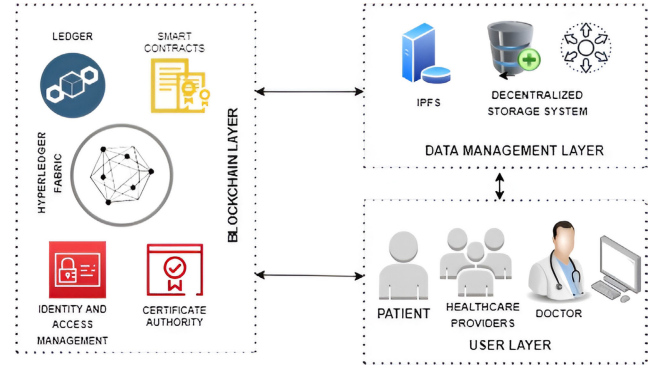 LEDGER
SMART
CONTRACTS
HYPERLEDGER
FABRIC
IDENTITY AND
ACCESS
MANAGEMENT
CERTIFICATE
AUTHORITY
BLOCKCHAIN LAYER
IPFS
DECENTRALIZED
STORAGE SYSTEM
DATA MANAGEMENT LAYER
PATIENT
HEALTHCARE
PROVIDERS
DOCTOR
USER LAYER